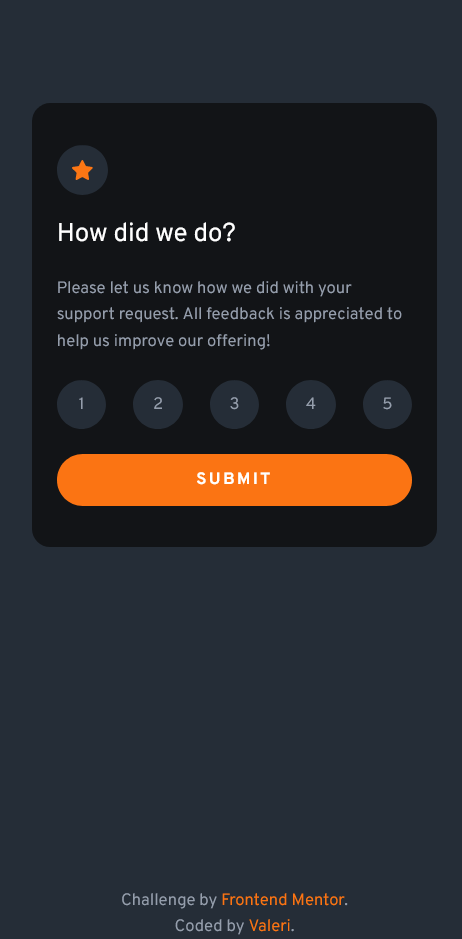 How did we do?
Please let us know how we did with your
support request. All feedback is appreciated to
help us improve our offering!
1 2 3 4 5
SUBMIT
Challenge by Frontend Mentor.
Coded by Valeri.